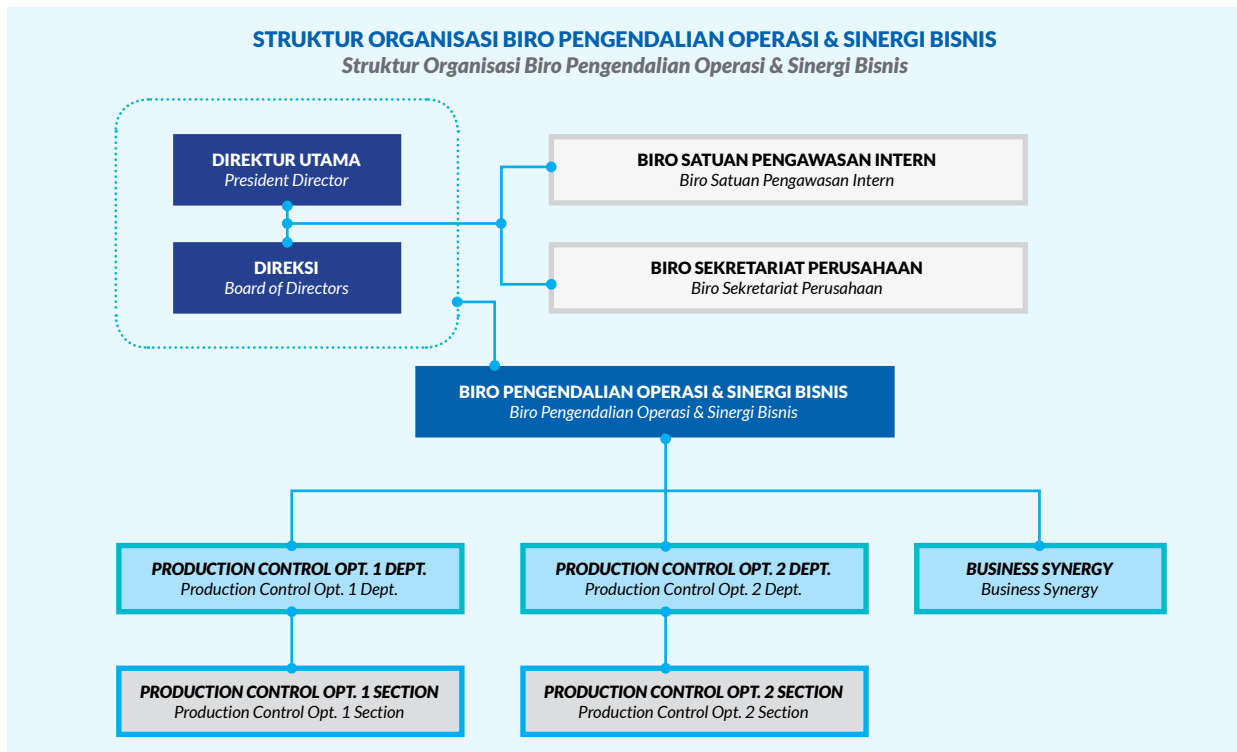 STRUKTUR ORGANISASI BIRO PENGENDALIAN OPERASI & SINERGI BISNIS
Struktur Organisasi Biro Pengendalian Operasi & Sinergi Bisnis
DIREKTUR UTAMA
President Director
BIRO SATUAN PENGAWASAN INTERN
Biro Satuan Pengawasan Intern
DIREKSI
Board of Directors
BIRO SEKRETARIAT PERUSAHAAN
Biro Sekretariat Perusahaan
BIRO PENGENDALIAN OPERASI & SINERGI BISNIS
Biro Pengendalian Operasi & Sinergi Bisnis
PRODUCTION CONTROL OPT. 1 DEPT.
Production Control Opt. 1 Dept.
PRODUCTION CONTROL OPT. 2 DEPT.
Production Control Opt. 2 Dept.
BUSINESS SYNERGY
Business Synergy
PRODUCTION CONTROL OPT. 1 SECTION
Production Control Opt. 1 Section
PRODUCTION CONTROL OPT. 2 SECTION
Production Control Opt. 2 Section